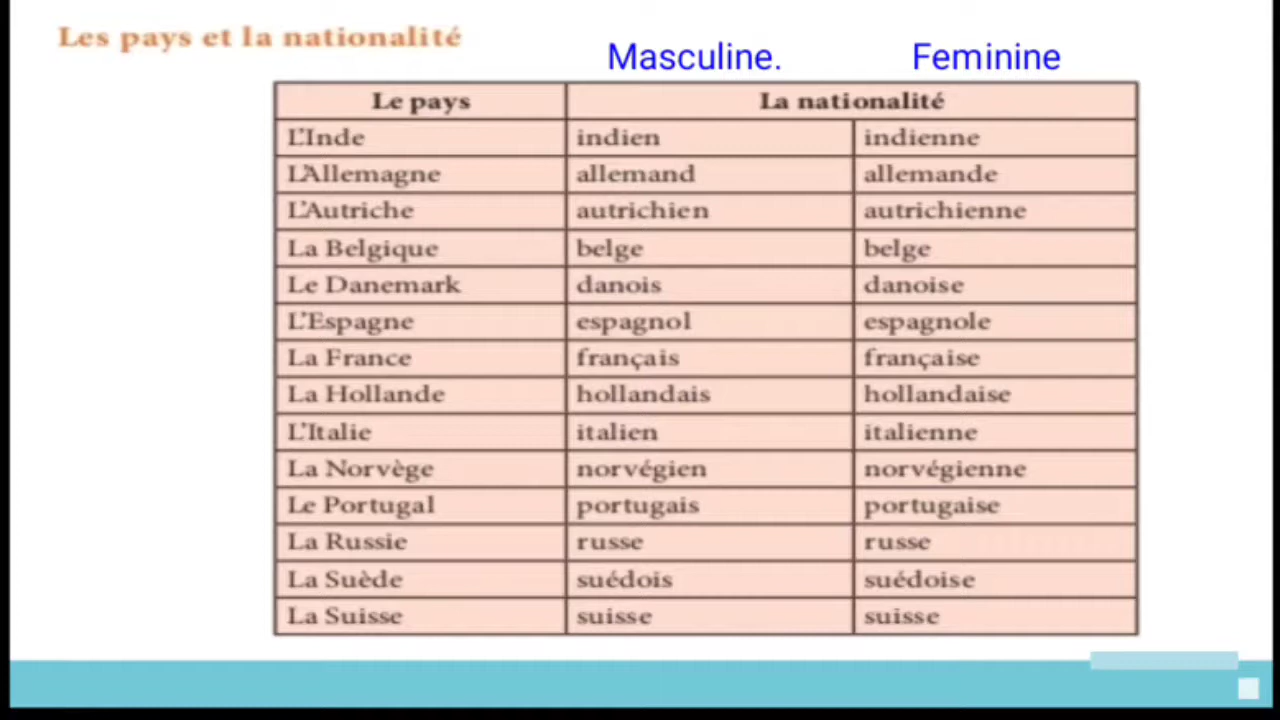 Les pays et la nationalité
Masculine. Feminine
Le pays La nationalité
L'Inde indien indienne
L'Allemagne allemand allemande
L'Autriche autrichien autrichienne
La Belgique belge belge
Le Danemark danois danoise
L'Espagne espagnol espagnole
La France français française
La Hollande hollandais hollandaise
L'Italie italien italienne
La Norvège norvégien norvégienne
Le Portugal portugais portugaise
La Russie russe russe
La Suède suédois suédoise
La Suisse suisse suisse